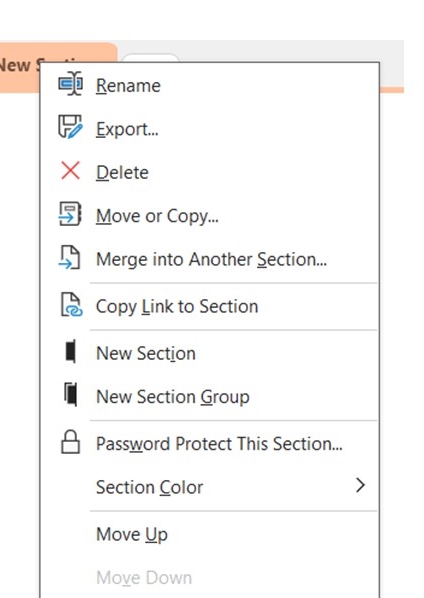 New
Rename
Export...
Delete
Move or Copy...
Merge into Another Section...
Copy Link to Section
New Section
New Section Group
Password Protect This Section...
Section Color
Move Up
Move Down